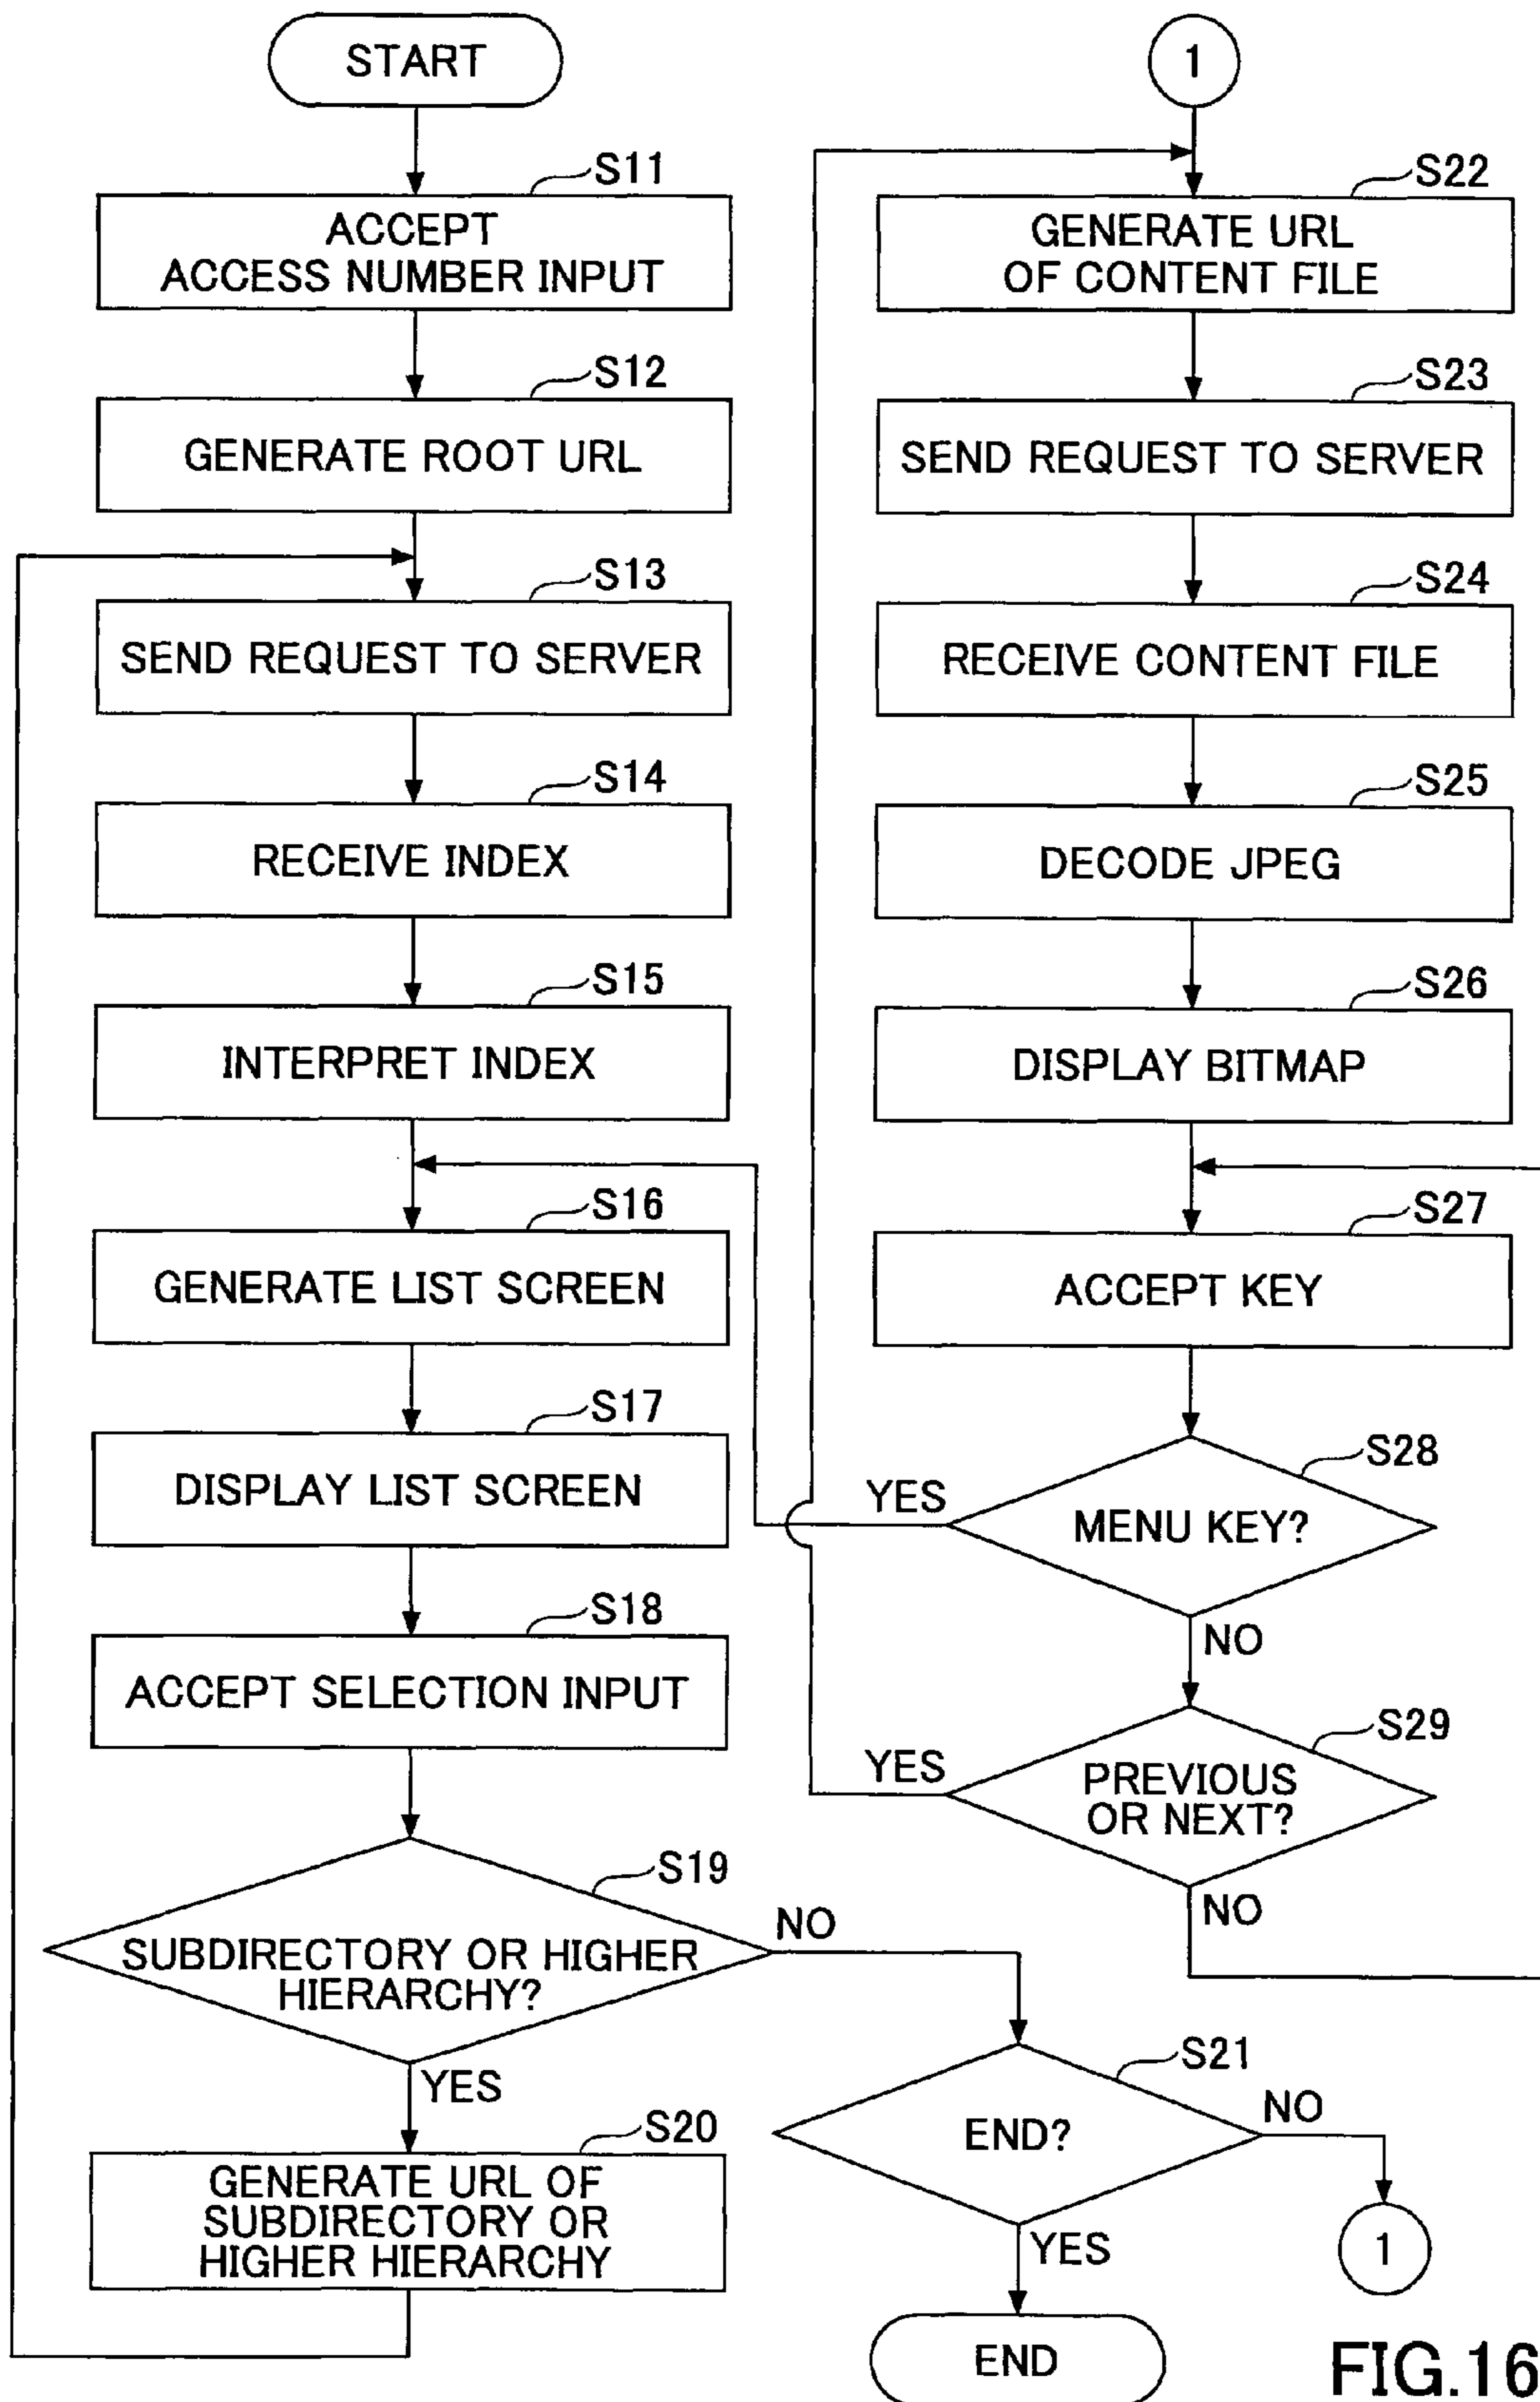 START
S11
ACCEPT
ACCESS NUMBER INPUT
S12
GENERATE ROOT URL
S13
SEND REQUEST TO SERVER
S14
RECEIVE INDEX
S15
INTERPRET INDEX
S16
GENERATE LIST SCREEN
S17
DISPLAY LIST SCREEN
S18
ACCEPT SELECTION INPUT
S19
SUBDIRECTORY OR HIGHER
HIERARCHY?
NO
YES
S20
GENERATE URL OF
SUBDIRECTORY OR
HIGHER HIERARCHY
S21
END?
NO
1
YES
END
1
S22
GENERATE URL
OF CONTENT FILE
S23
SEND REQUEST TO SERVER
S24
RECEIVE CONTENT FILE
S25
DECODE JPEG
S26
DISPLAY BITMAP
S27
ACCEPT KEY
S28
YES
MENU KEY?
NO
S29
YES
PREVIOUS
OR NEXT?
NO
FIG.16